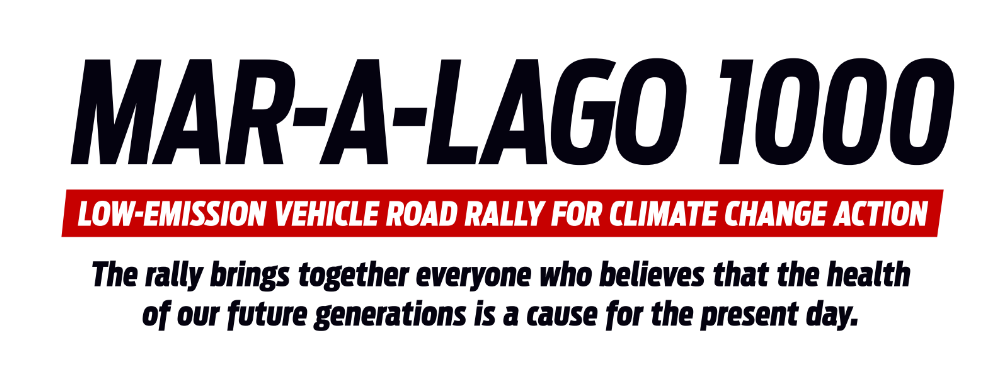 MAR-A-LAGO 1000
LOW-EMISSION VEHICLE ROAD RALLY FOR CLIMATE CHANGE ACTION
The rally brings together everyone who believes that the health
of our future generations is a cause for the present day.